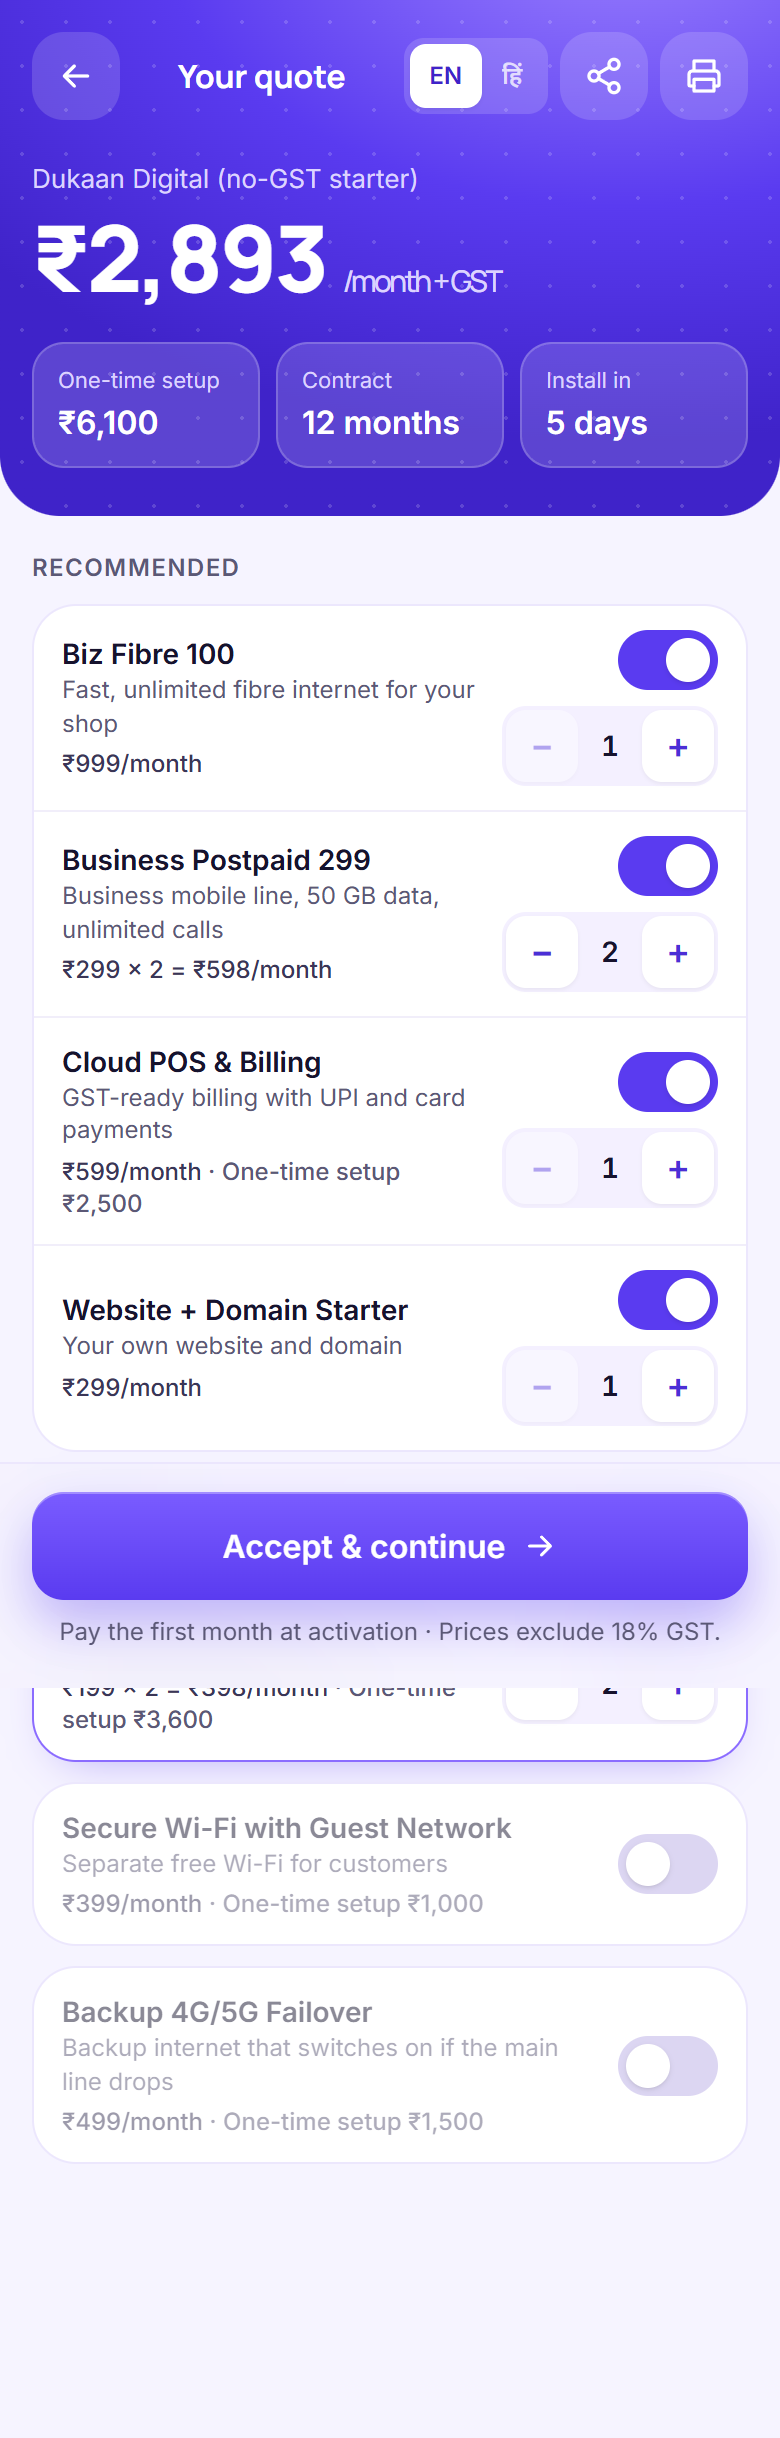 Your quote
EN
हिं
Dukaan Digital (no-GST starter)
₹2,893 /month+GST
One-time setup
₹6,100
Contract
12 months
Install in
5 days
RECOMMENDED
Biz Fibre 100
Fast, unlimited fibre internet for your
shop
₹999/month
− 1 +
Business Postpaid 299
Business mobile line, 50 GB data,
unlimited calls
₹299 × 2 = ₹598/month
− 2 +
Cloud POS & Billing
GST-ready billing with UPI and card
payments
₹599/month · One-time setup
₹2,500
− 1 +
Website + Domain Starter
Your own website and domain
₹299/month
− 1 +
Accept & continue →
Pay the first month at activation · Prices exclude 18% GST.
₹199 × 2 = ₹398/month · One-time
setup ₹3,600
2 +
Secure Wi-Fi with Guest Network
Separate free Wi-Fi for customers
₹399/month · One-time setup ₹1,000
Backup 4G/5G Failover
Backup internet that switches on if the main
line drops
₹499/month · One-time setup ₹1,500